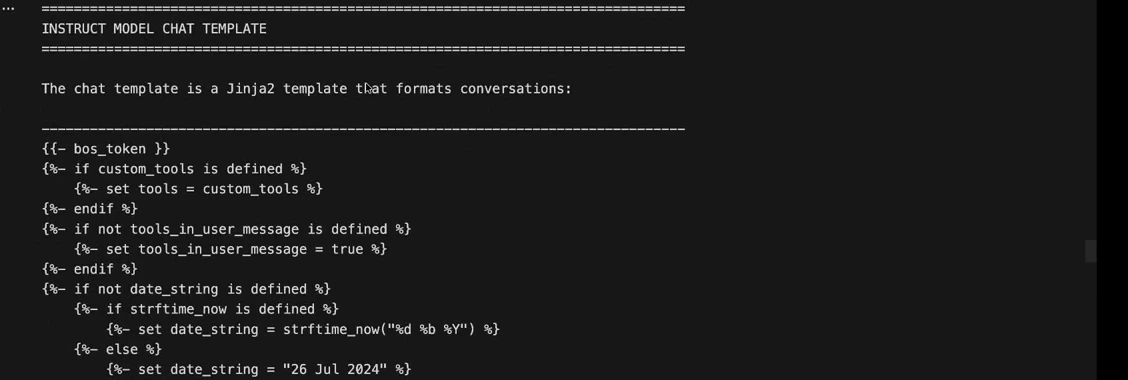 ...
================================================================================
INSTRUCT MODEL CHAT TEMPLATE
================================================================================
The chat template is a Jinja2 template that formats conversations:
--------------------------------------------------------------------------------
{{- bos_token }}
{%- if custom_tools is defined %}
    {%- set tools = custom_tools %}
{%- endif %}
{%- if not tools_in_user_message is defined %}
    {%- set tools_in_user_message = true %}
{%- endif %}
{%- if not date_string is defined %}
    {%- if strftime_now is defined %}
        {%- set date_string = strftime_now("%d %b %Y") %}
    {%- else %}
        {%- set date_string = "26 Jul 2024" %}